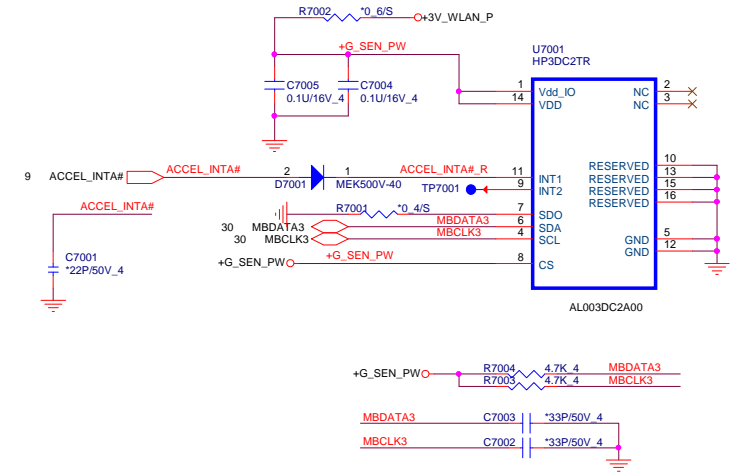 R7002 *0_6/S +3V_WLAN_P
+G_SEN_PW
U7001
HP3DC2TR
C7005
0.1U/16V_4
C7004
0.1U/16V_4
1 Vdd_IO NC 2
14 VDD NC 3
9 ACCEL_INTA# ACCEL_INTA# 2 1 ACCEL_INTA#_R 11 INT1
D7001 MEK500V-40
TP7001 9 INT2
RESERVED 10
RESERVED 13
RESERVED 15
RESERVED 16
ACCEL_INTA#
R7001 *0_4/S 7 SDO
30 MBDATA3 MBDATA3 6 SDA
30 MBCLK3 MBCLK3 4 SCL
GND 5
GND 12
+G_SEN_PW +G_SEN_PW 8 CS
C7001
*22P/50V_4
AL003DC2A00
+G_SEN_PW R7004 4.7K_4 MBDATA3
R7003 4.7K_4 MBCLK3
MBDATA3 C7003 *33P/50V_4
MBCLK3 C7002 *33P/50V_4